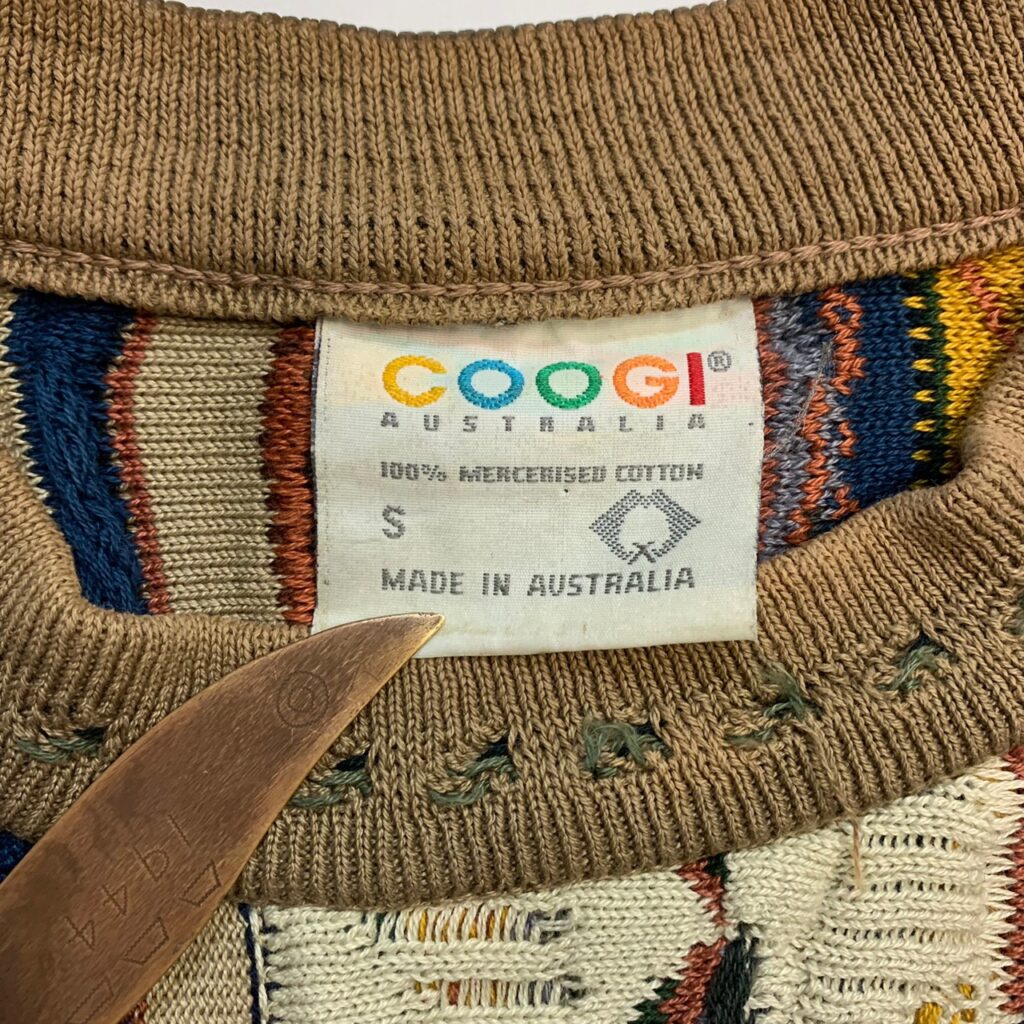 COOGI®
AUSTRALIA
100% MERCERISED COTTON
S
MADE IN AUSTRALIA
1944